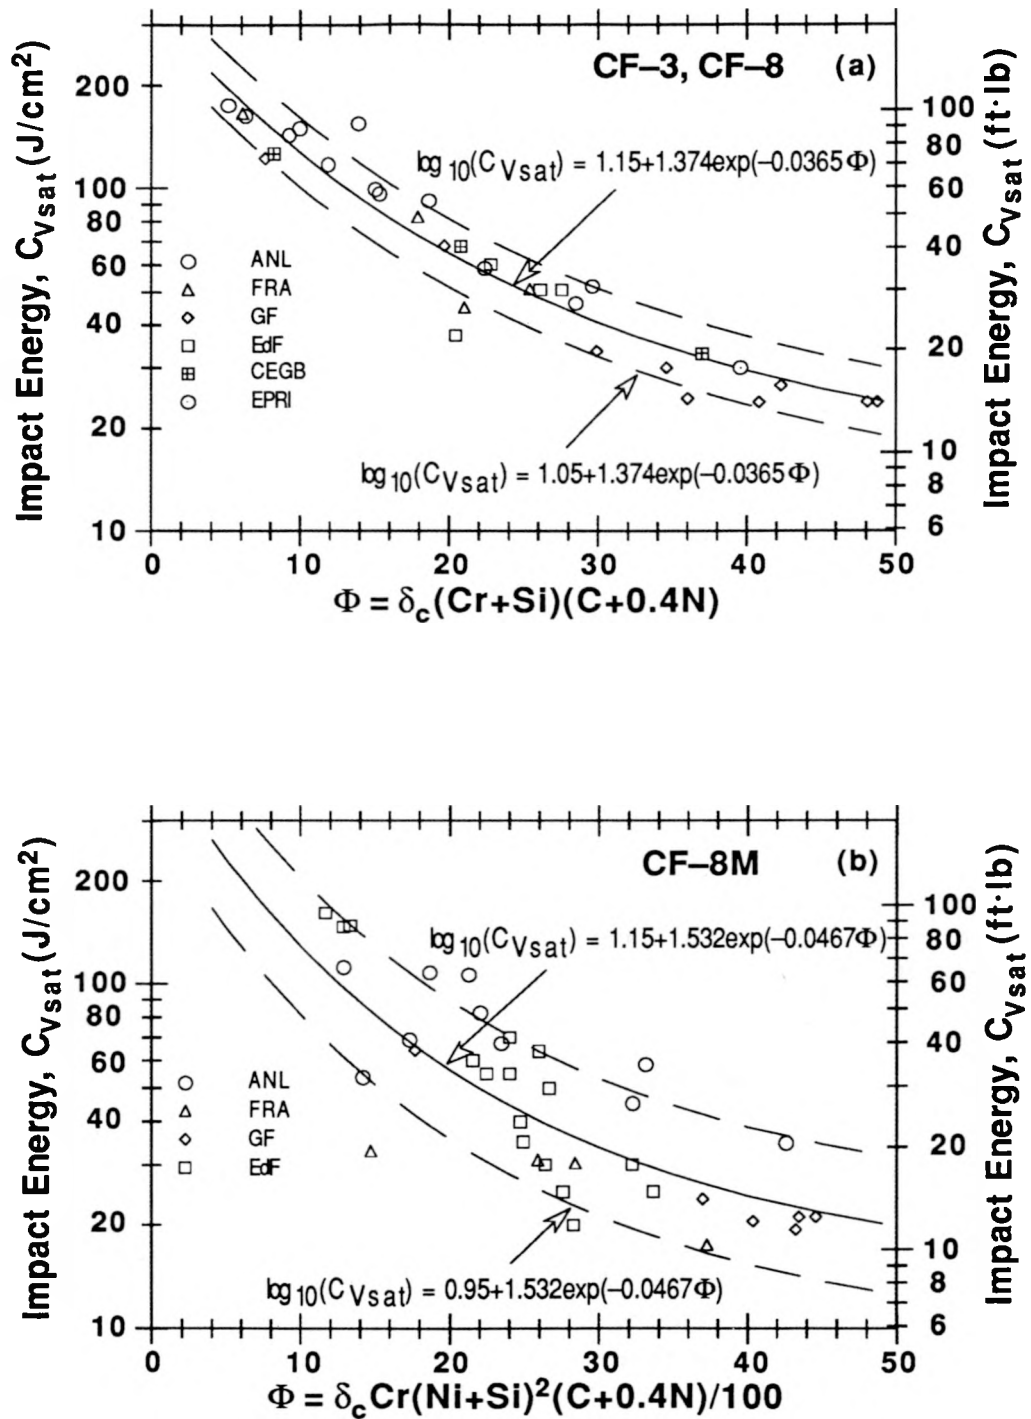 CF–3, CF–8 (a)
Impact Energy, CVsat (J/cm2)
200
100
80
60
40
20
10
log10(CVsat) = 1.15+1.374exp(–0.0365Φ)
ANL
FRA
GF
EdF
CEGB
EPRI
log10(CVsat) = 1.05+1.374exp(–0.0365Φ)
100
80
60
40
20
10
8
6
Impact Energy, CVsat (ft·lb)
0 10 20 30 40 50
Φ = δc(Cr+Si)(C+0.4N)
CF–8M (b)
Impact Energy, CVsat (J/cm2)
200
100
80
60
40
20
10
log10(CVsat) = 1.15+1.532exp(–0.0467Φ)
ANL
FRA
GF
EdF
log10(CVsat) = 0.95+1.532exp(–0.0467Φ)
100
80
60
40
20
10
8
6
Impact Energy, CVsat (ft·lb)
0 10 20 30 40 50
Φ = δcCr(Ni+Si)2(C+0.4N)/100